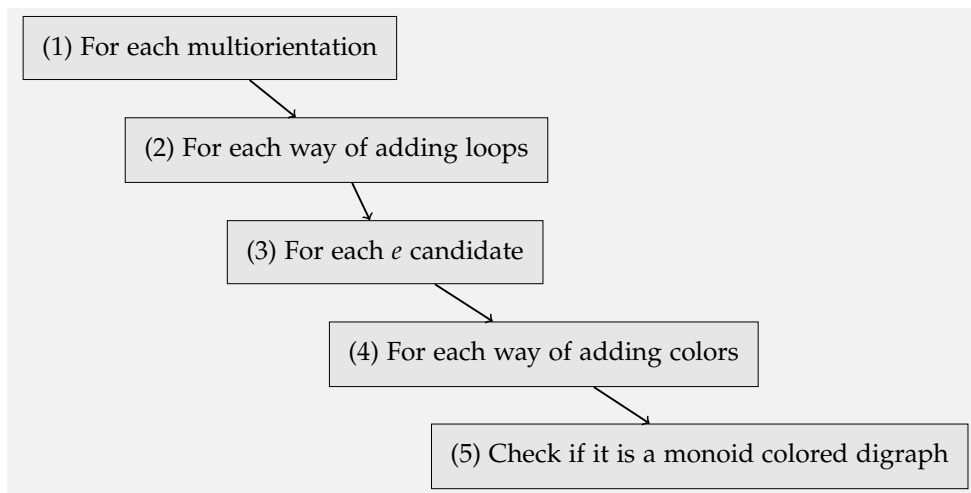 (1) For each multiorientation
(2) For each way of adding loops
(3) For each e candidate
(4) For each way of adding colors
(5) Check if it is a monoid colored digraph